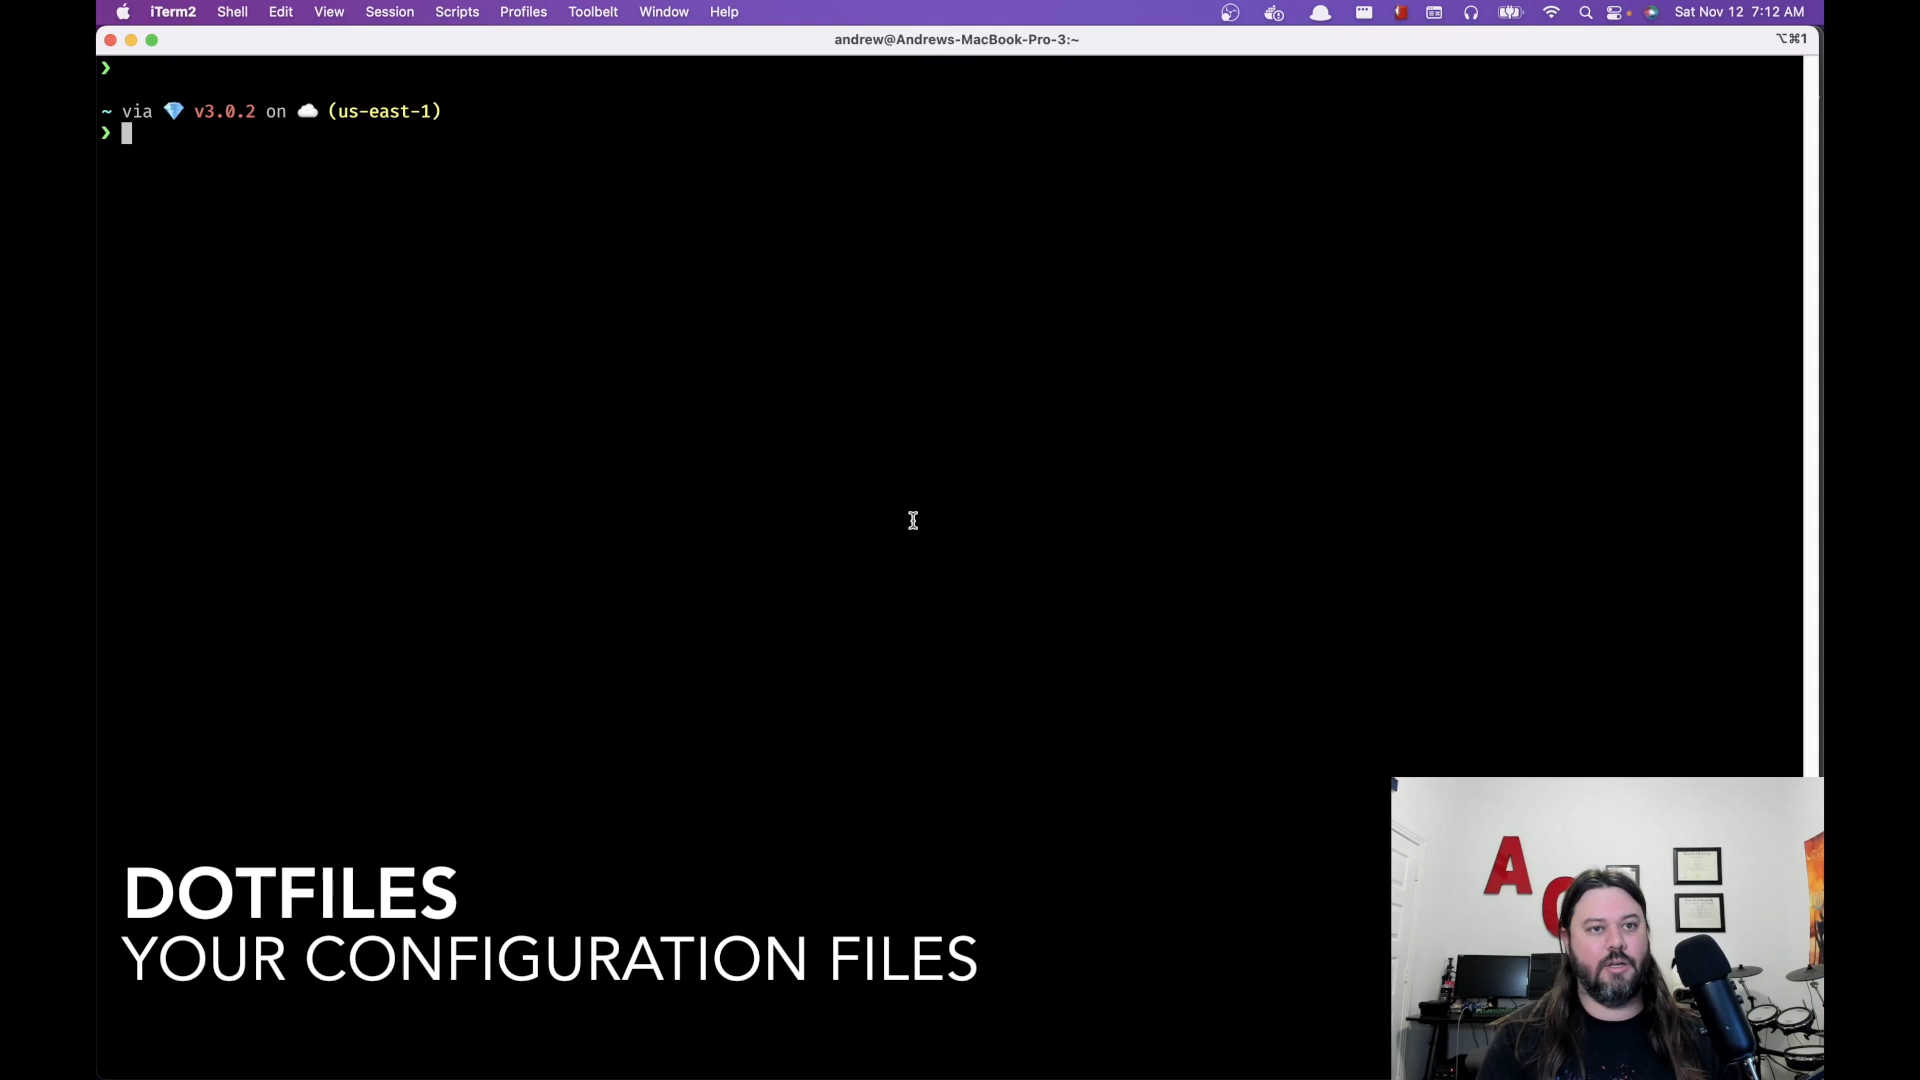 iTerm2 Shell Edit View Session Scripts Profiles Toolbelt Window Help Sat Nov 12 7:12 AM
andrew@Andrews-MacBook-Pro-3:~ ⌥⌘1
❯
~ via 💎 v3.0.2 on ☁️ (us-east-1)
❯
A
DOTFILES
YOUR CONFIGURATION FILES